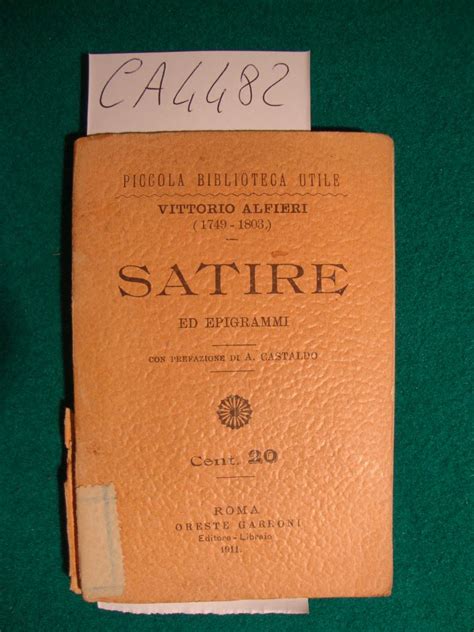 CA4482
PICCOLA BIBLIOTECA UTILE
VITTORIO ALFIERI
(1749-1803)
SATIRE
ED EPIGRAMMI
CON PREFAZIONE DI A. CASTALDO
Cent. 20
ROMA
ORESTE GARRONI
Editore-Libraio
1911.